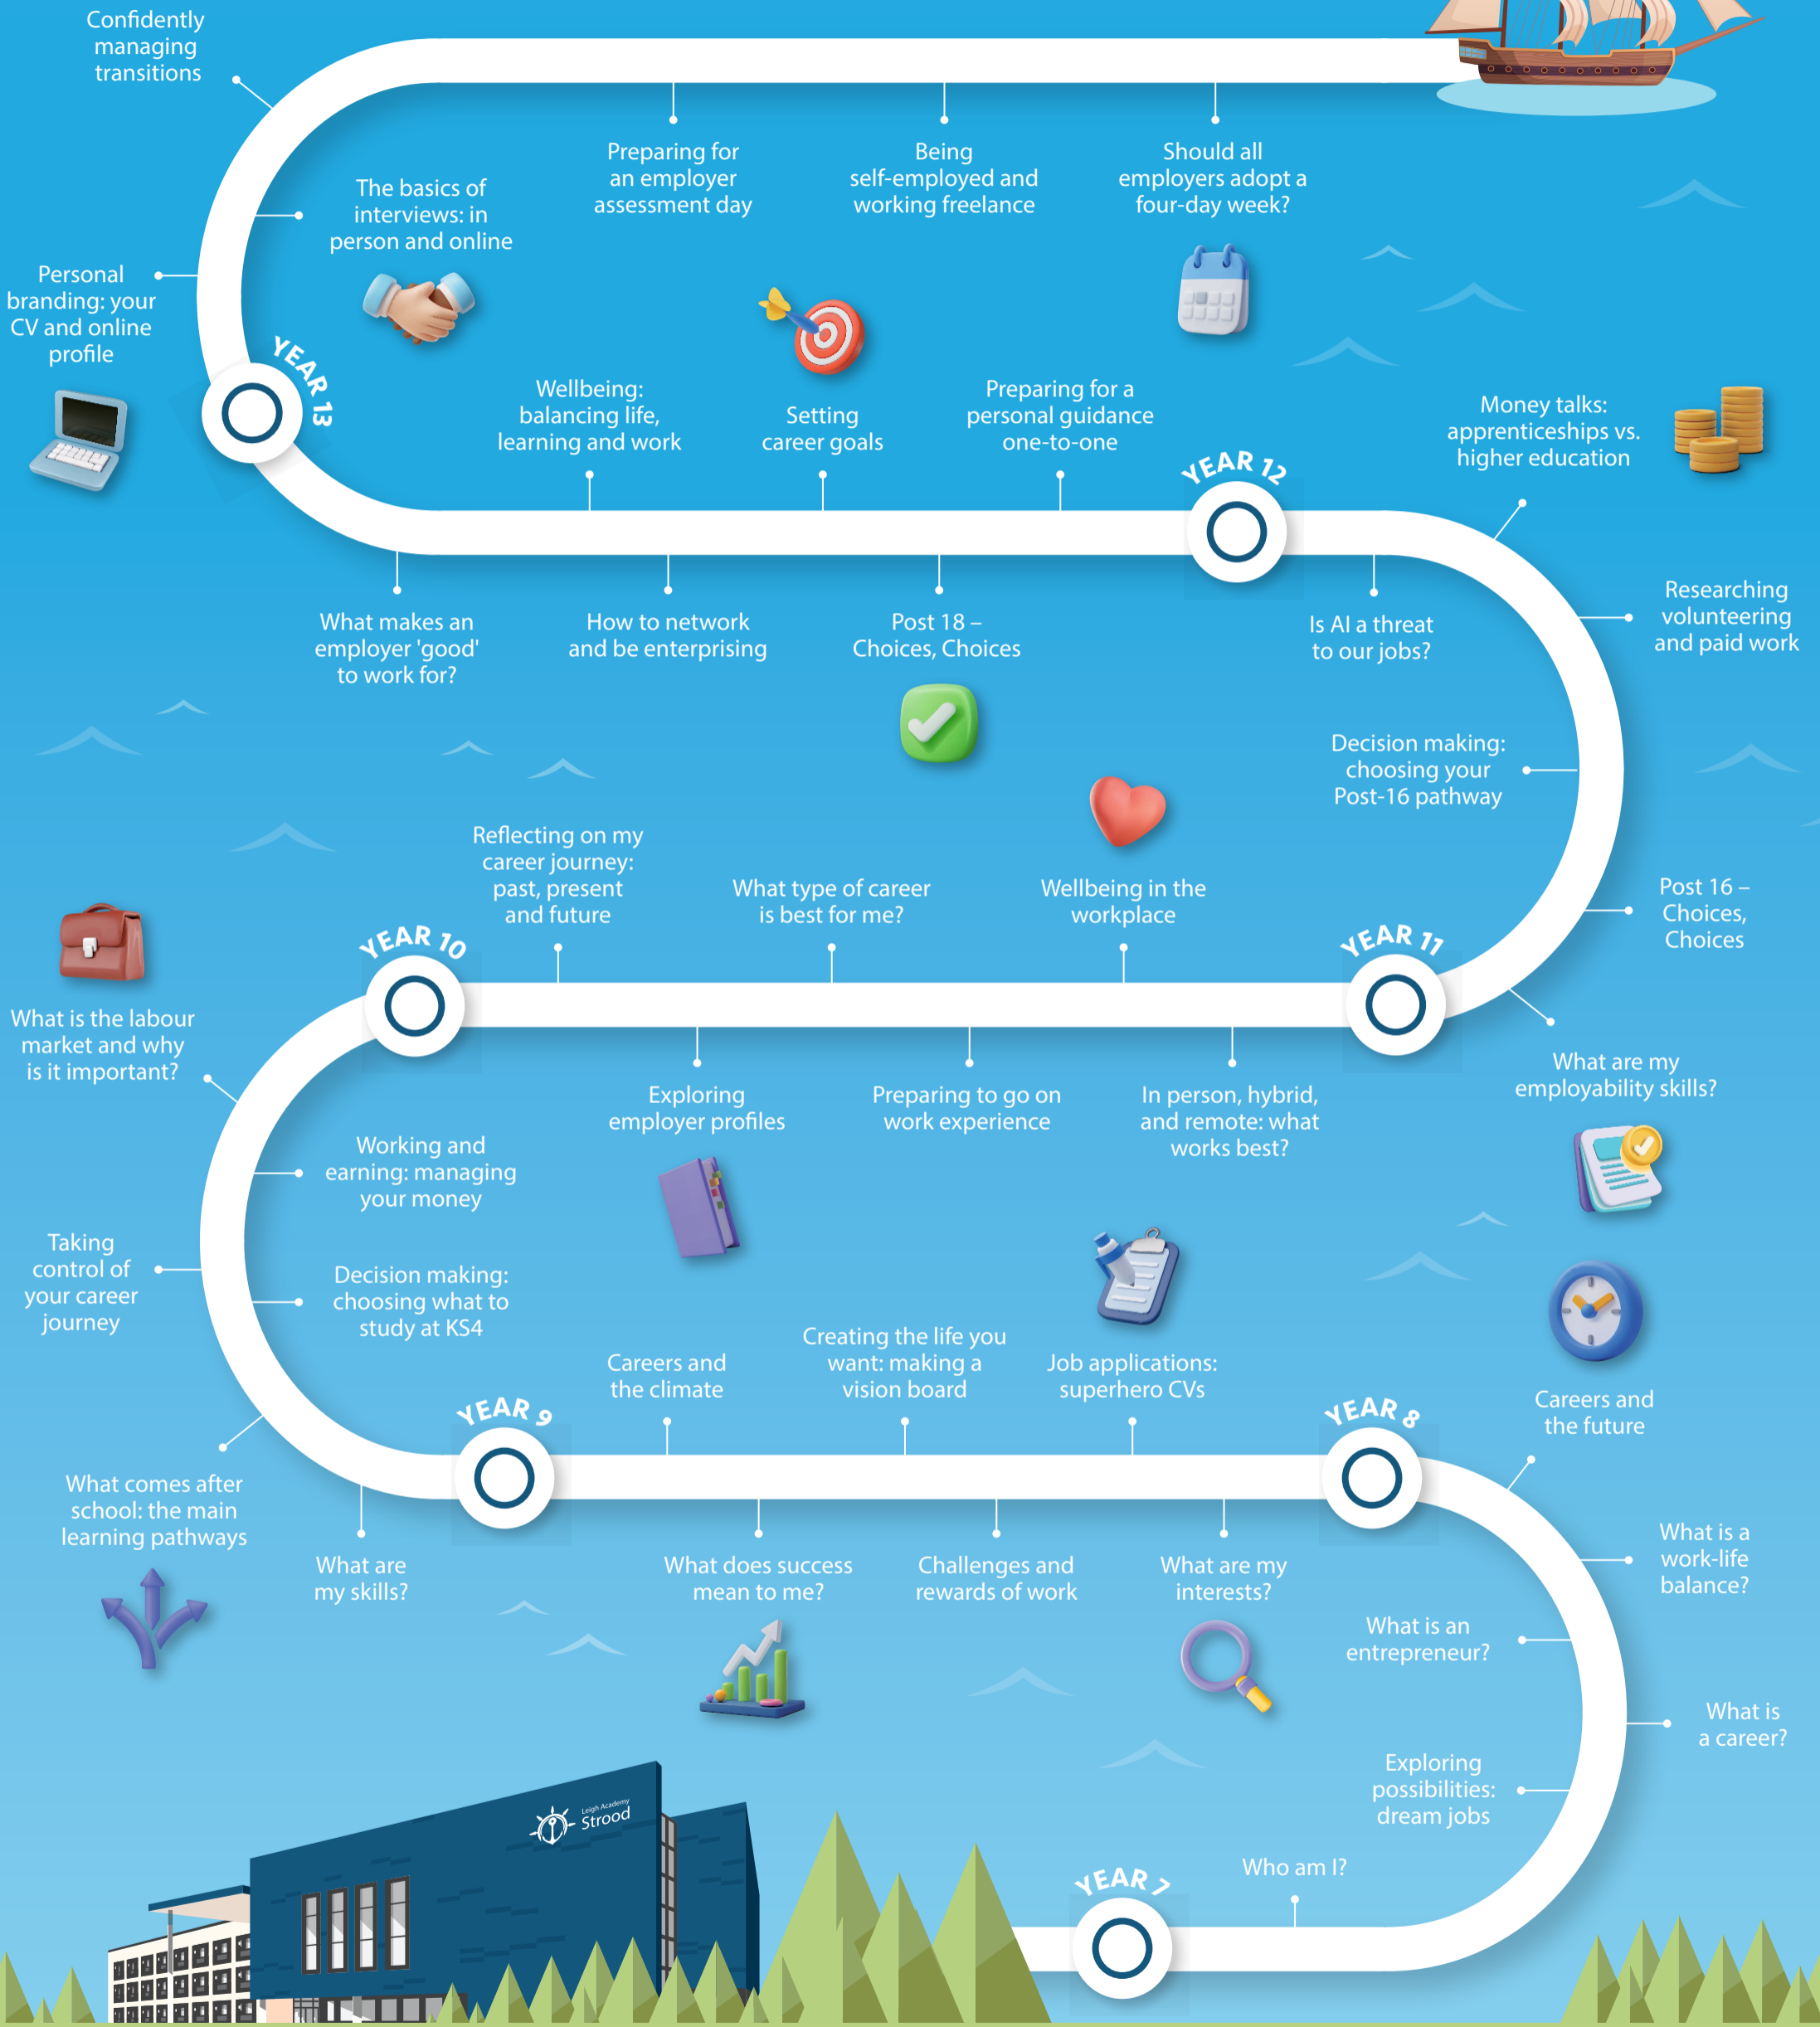 Confidently
managing
transitions
Preparing for
an employer
assessment day
Being
self-employed and
working freelance
Should all
employers adopt a
four-day week?
The basics of
interviews: in
person and online
Personal
branding: your
CV and online
profile
YEAR 13
Wellbeing:
balancing life,
learning and work
Setting
career goals
Preparing for a
personal guidance
one-to-one
YEAR 12
Money talks:
apprenticeships vs.
higher education
What makes an
employer 'good'
to work for?
How to network
and be enterprising
Post 18 –
Choices, Choices
Is AI a threat
to our jobs?
Researching
volunteering
and paid work
Decision making:
choosing your
Post-16 pathway
Reflecting on my
career journey:
past, present
and future
What type of career
is best for me?
Wellbeing in the
workplace
Post 16 –
Choices,
Choices
YEAR 10
YEAR 11
What is the labour
market and why
is it important?
Exploring
employer profiles
Preparing to go on
work experience
In person, hybrid,
and remote: what
works best?
What are my
employability skills?
Working and
earning: managing
your money
Taking
control of
your career
journey
Decision making:
choosing what to
study at KS4
Careers and
the climate
Creating the life you
want: making a
vision board
Job applications:
superhero CVs
YEAR 9
YEAR 8
Careers and
the future
What comes after
school: the main
learning pathways
What are
my skills?
What does success
mean to me?
Challenges and
rewards of work
What are my
interests?
What is a
work-life
balance?
What is an
entrepreneur?
What is
a career?
Exploring
possibilities:
dream jobs
Leigh Academy
Strood
YEAR 7
Who am I?